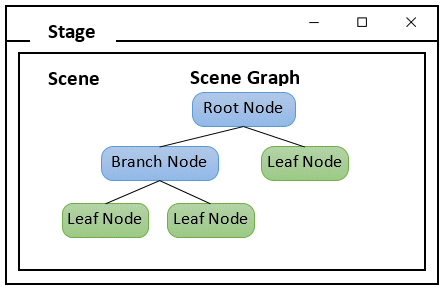 Stage
Scene
Scene Graph
Root Node
Branch Node
Leaf Node
Leaf Node
Leaf Node